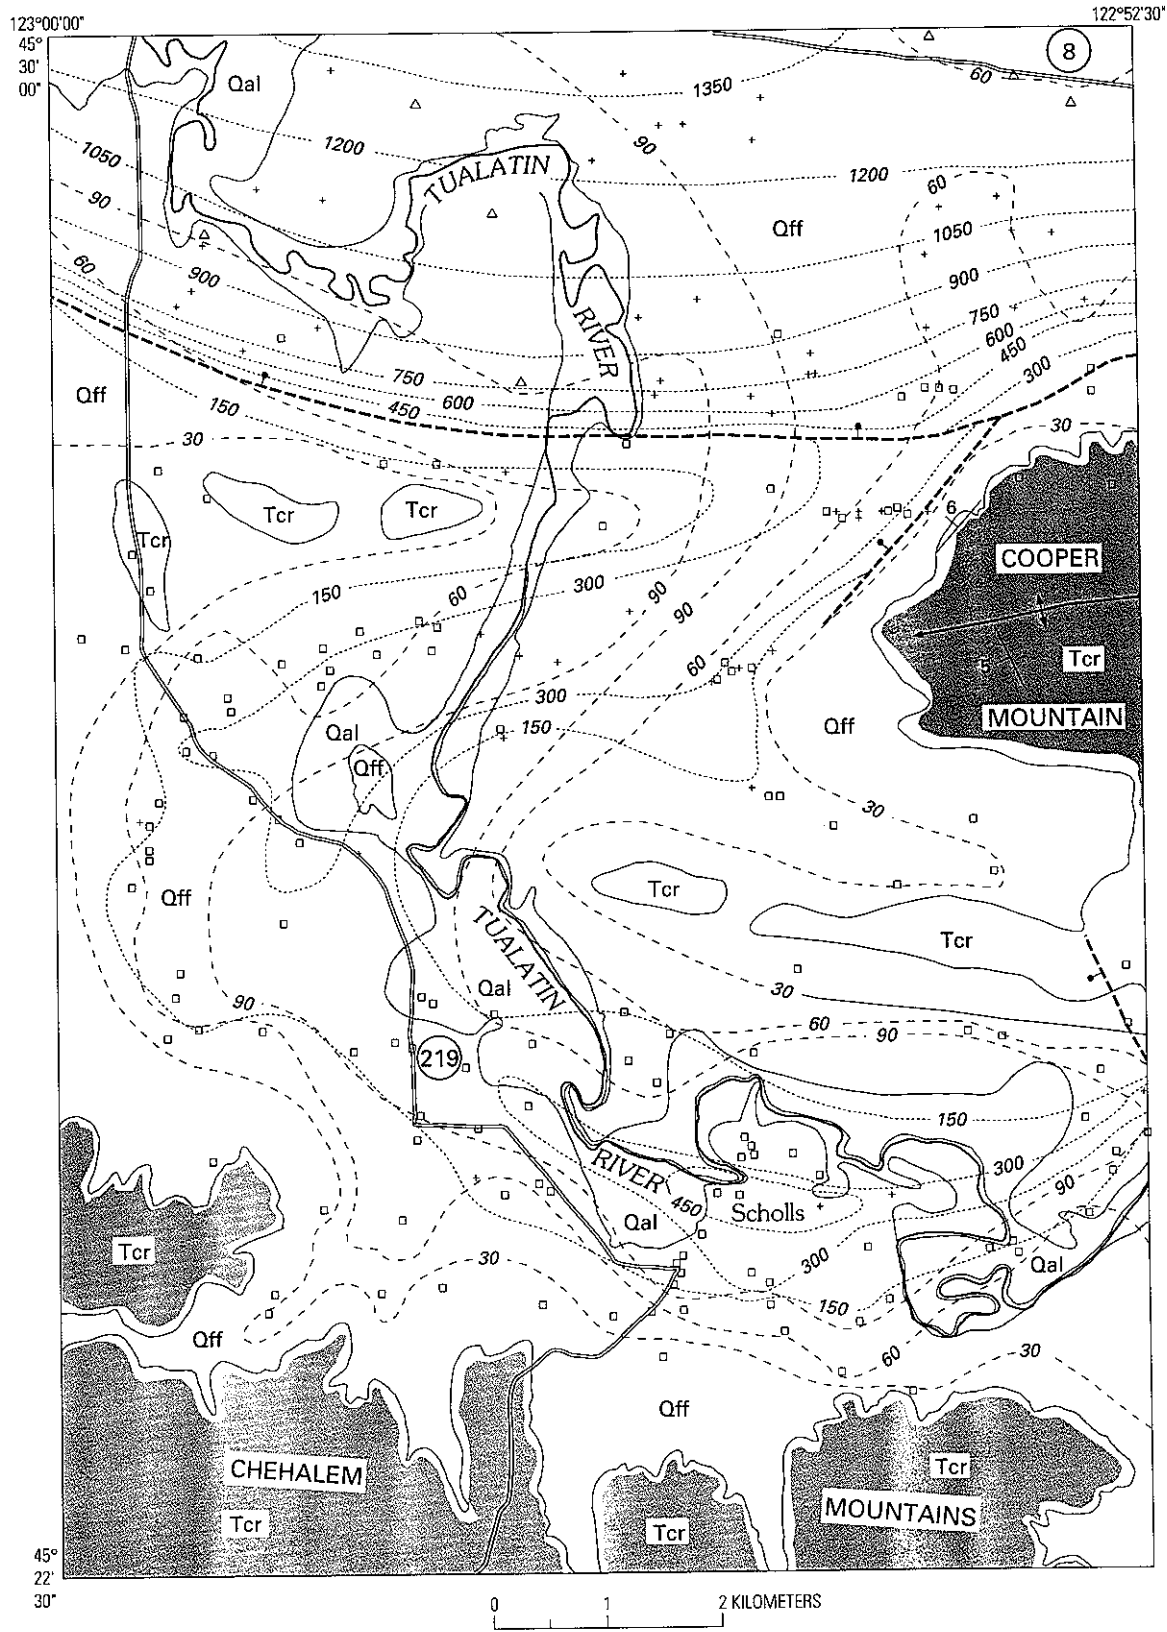 123°00'00"
122°52'30"
45°
30'
00"
8
60
Qal
1350
90
1200
1050
TUALATIN
1200
60
90
Qff
1050
900
60
900
RIVER
750
600
450
750
Qff
600
300
150
450
30
30
Tcr
Tcr
6
Tcr
COOPER
150
60
300
90
90
5
Tcr
60
300
MOUNTAIN
Qal
150
Qff
Qff
30
Tcr
Qff
TUALATIN
Tcr
Qal
30
90
60
90
219
150
RIVER
300
90
450
Scholls
Qal
Tcr
30
300
Qal
150
Qff
60
30
Qff
CHEHALEM
Tcr
MOUNTAINS
Tcr
Tcr
45°
22'
30"
0 1 2 KILOMETERS